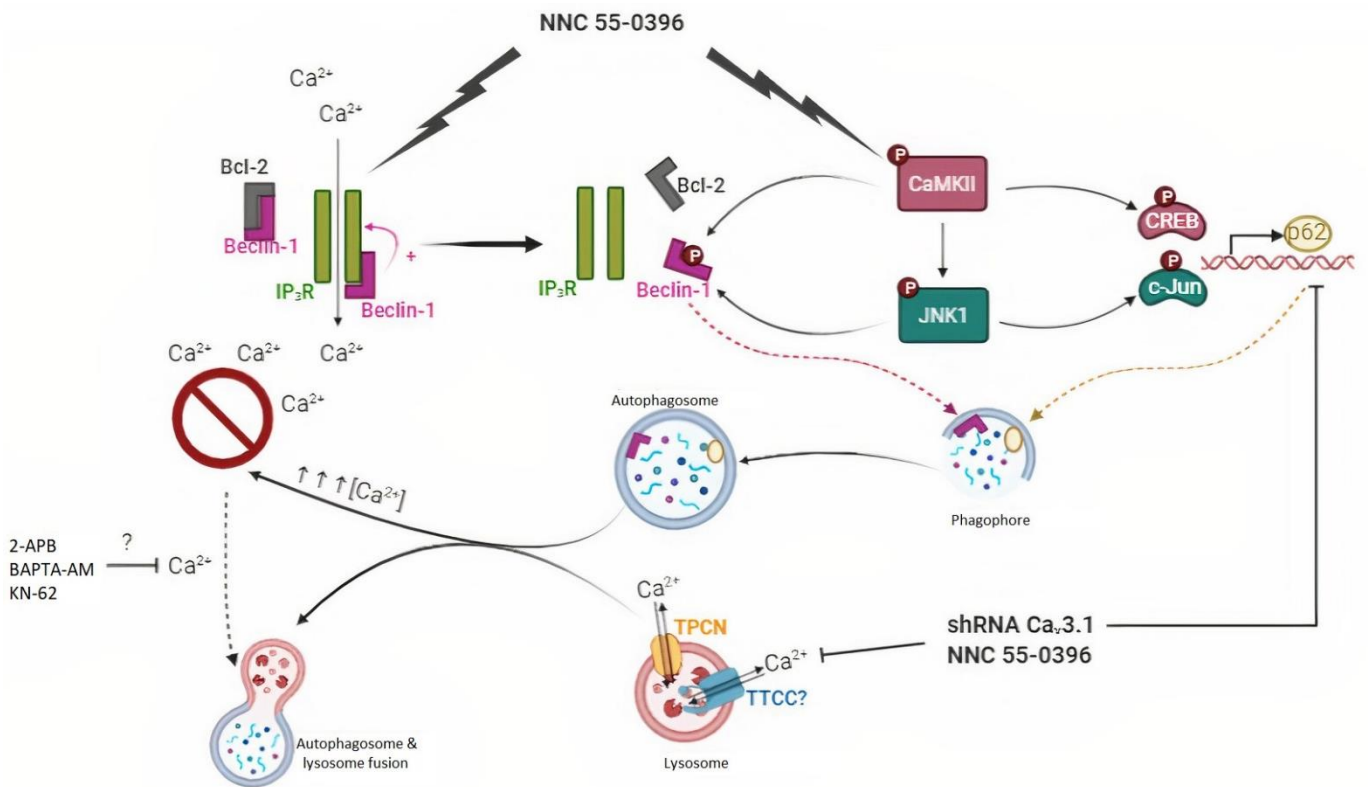 NNC 55-0396
Ca²⁺
Ca²⁺
Bcl-2
Beclin-1
+
IP₃R
Beclin-1
Bcl-2
P
Beclin-1
IP₃R
P
CaMKII
P
JNK1
P
CREB
P
c-Jun
p62
Ca²⁺ Ca²⁺ Ca²⁺
Ca²⁺
Autophagosome
Phagophore
↑ ↑ ↑ [Ca²⁺]
2-APB
BAPTA-AM
KN-62
?
Ca²⁺
Ca²⁺
TPCN
Ca²⁺
TTCC?
Lysosome
shRNA Caᵥ3.1
NNC 55-0396
Autophagosome &
lysosome fusion